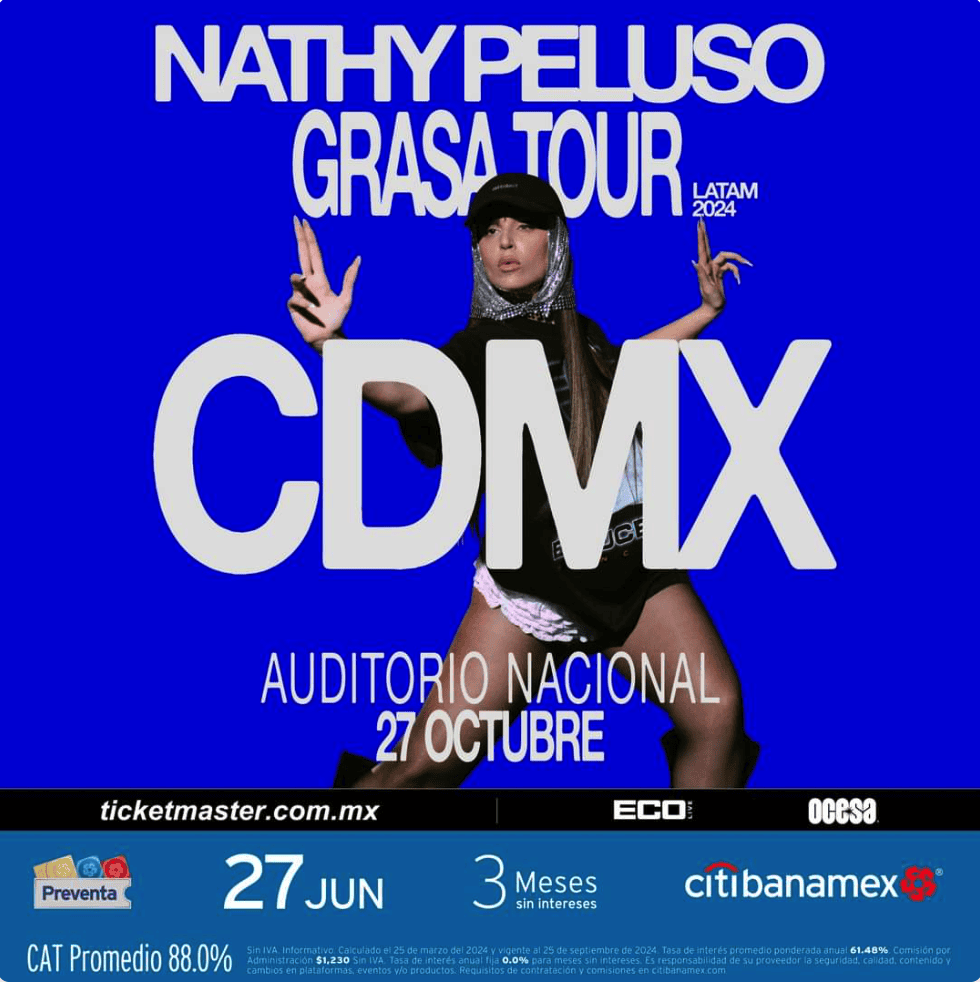 NATHY PELUSO
GRASA TOUR
LATAM
2024
CDMX
AUDITORIO NACIONAL
27 OCTUBRE
ticketmaster.com.mx
ECO LIVE
ocesa
Preventa
27 JUN
3 Meses
sin intereses
citibanamex
CAT Promedio 88.0%
Sin IVA. Informativo. Calculado el 25 de marzo del 2024 y vigente al 25 de septiembre de 2024. Tasa de interés promedio ponderada anual 61.48%. Comisión por
Administración $1,230 Sin IVA. Tasa de interés anual fija 0.0% para meses sin intereses. Es responsabilidad de su proveedor la seguridad, calidad, contenido y
cambios en plataformas, eventos y/o productos. Requisitos de contratación y comisiones en citibanamex.com